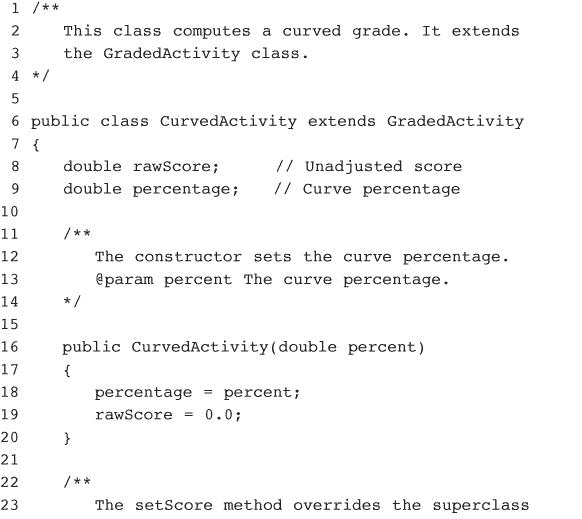 1 /**
2    This class computes a curved grade. It extends
3    the GradedActivity class.
4 */
5
6 public class CurvedActivity extends GradedActivity
7 {
8    double rawScore;      // Unadjusted score
9    double percentage;    // Curve percentage
10
11    /**
12       The constructor sets the curve percentage.
13       @param percent The curve percentage.
14    */
15
16    public CurvedActivity(double percent)
17    {
18       percentage = percent;
19       rawScore = 0.0;
20    }
21
22    /**
23       The setScore method overrides the superclass